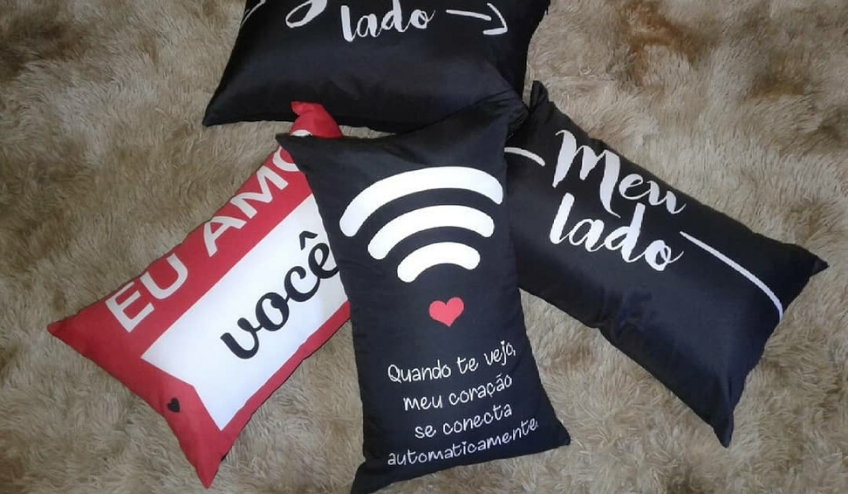 lado
EU AMO
você
Quando te vejo,
meu coração
se conecta
automaticamente
Meu
lado